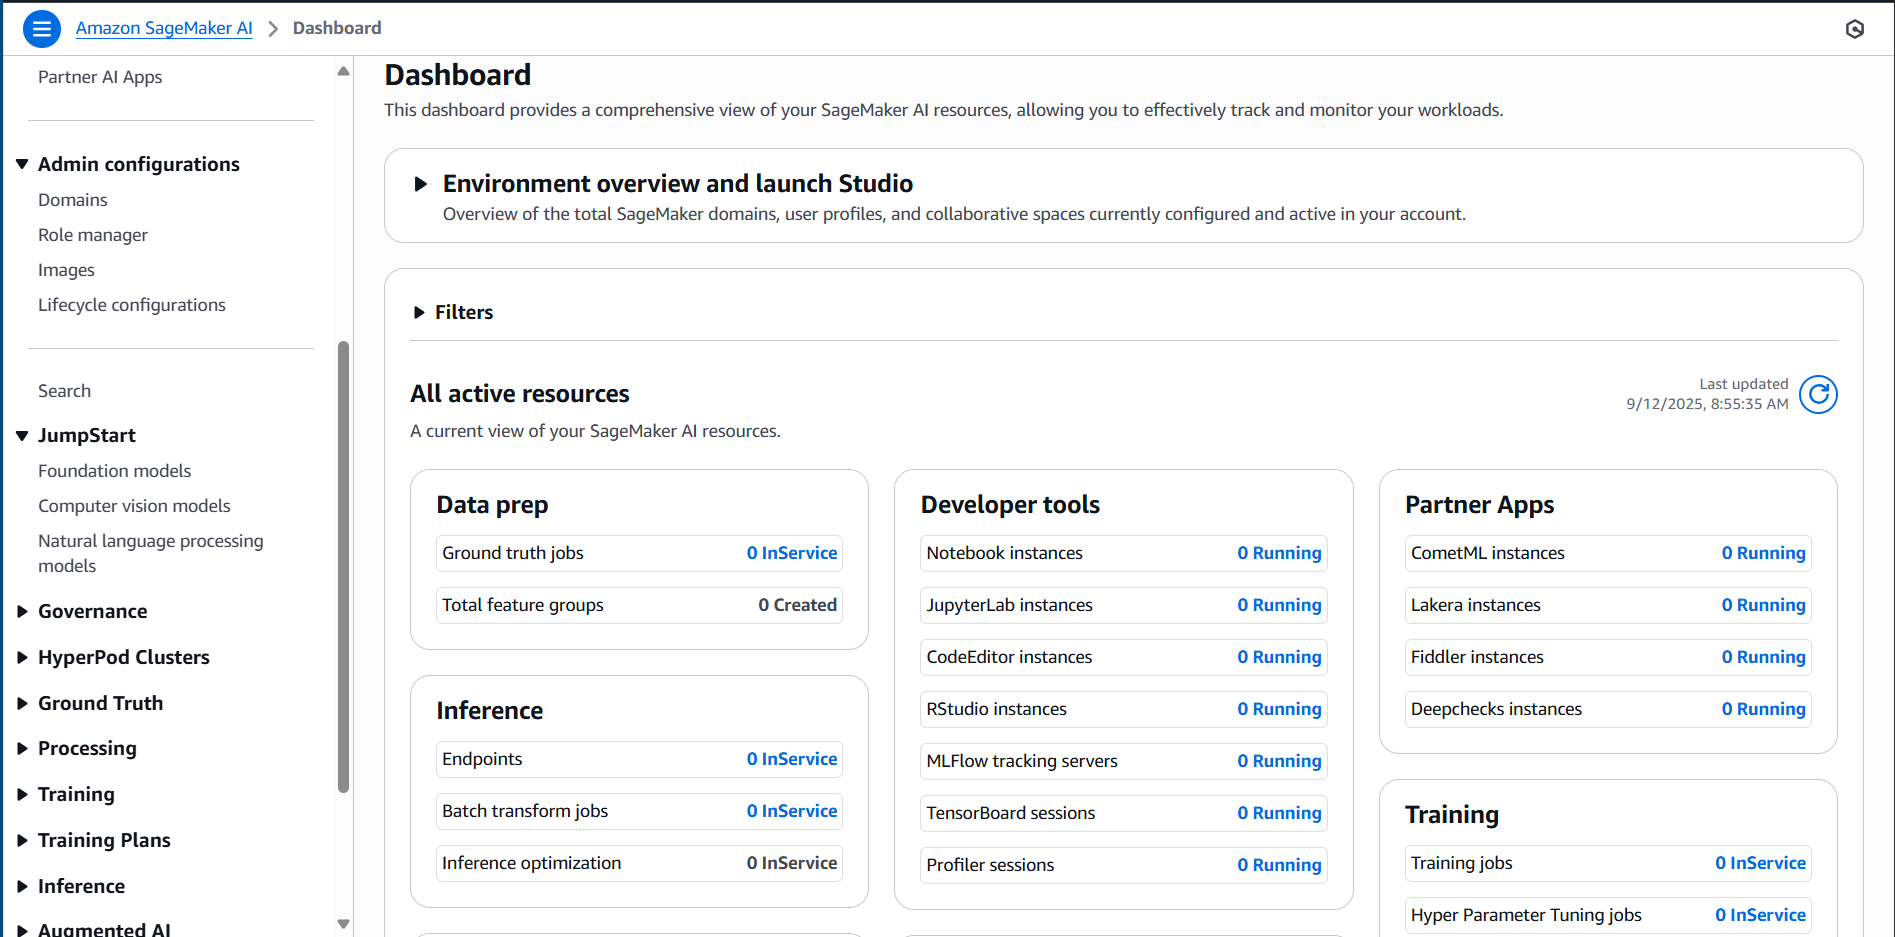 Amazon SageMaker AI > Dashboard
Partner AI Apps
Admin configurations
Domains
Role manager
Images
Lifecycle configurations
Search
JumpStart
Foundation models
Computer vision models
Natural language processing
models
Governance
HyperPod Clusters
Ground Truth
Processing
Training
Training Plans
Inference
Augmented AI
Dashboard
This dashboard provides a comprehensive view of your SageMaker AI resources, allowing you to effectively track and monitor your workloads.
Environment overview and launch Studio
Overview of the total SageMaker domains, user profiles, and collaborative spaces currently configured and active in your account.
Filters
All active resources
A current view of your SageMaker AI resources.
Last updated
9/12/2025, 8:55:35 AM
Data prep
Ground truth jobs 0 InService
Total feature groups 0 Created
Inference
Endpoints 0 InService
Batch transform jobs 0 InService
Inference optimization 0 InService
Developer tools
Notebook instances 0 Running
JupyterLab instances 0 Running
CodeEditor instances 0 Running
RStudio instances 0 Running
MLFlow tracking servers 0 Running
TensorBoard sessions 0 Running
Profiler sessions 0 Running
Partner Apps
CometML instances 0 Running
Lakera instances 0 Running
Fiddler instances 0 Running
Deepchecks instances 0 Running
Training
Training jobs 0 InService
Hyper Parameter Tuning jobs 0 InService